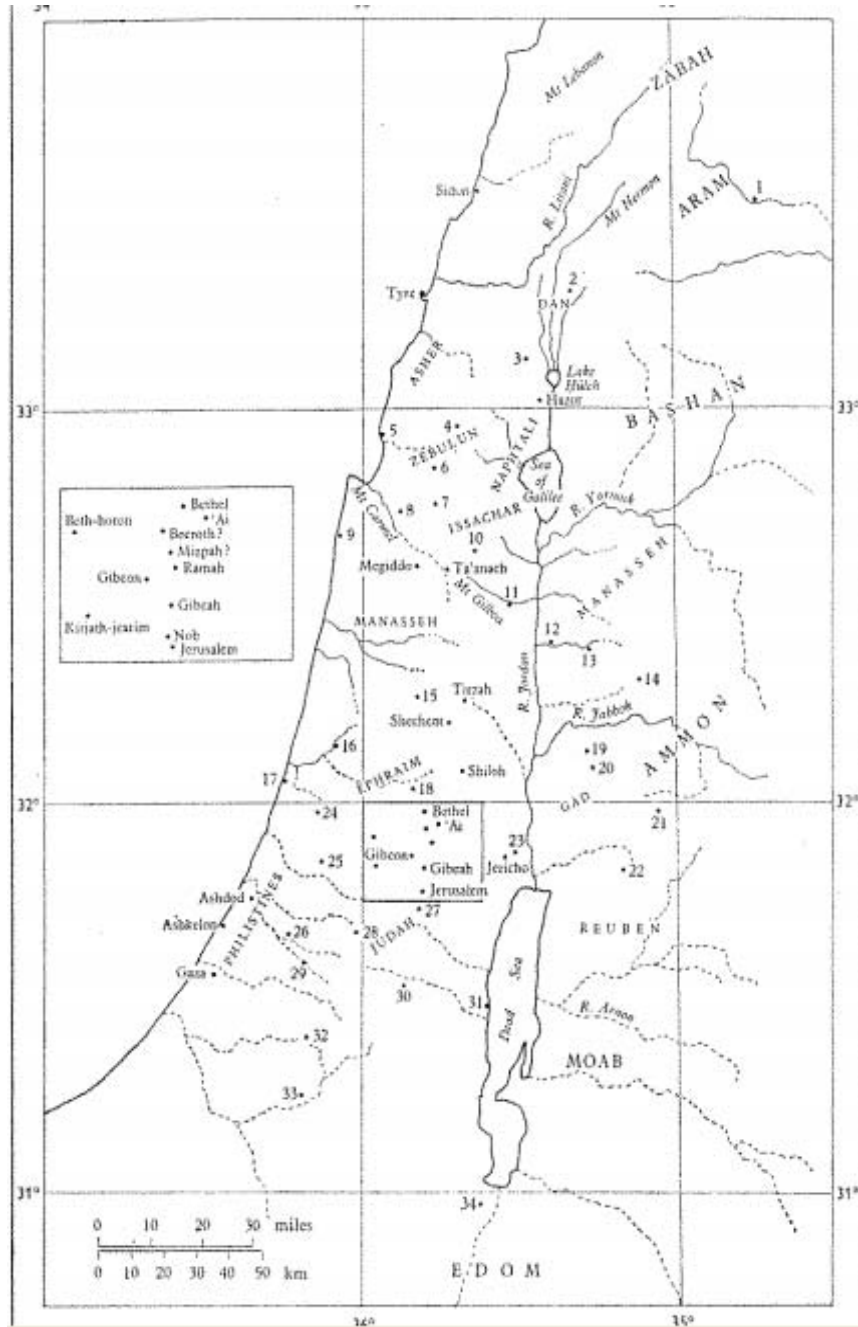 34
Mt Lebanon
ZABAH
Sidon
R. Litani
Mt Hermon
ARAM
1
2
Tyre
DAN
3
ASHER
Lake
Huleh
Hazor
BASHAN
33°
33°
4
5
ZEBULUN
NAPHTALI
6
Sea
of
Galilee
R. Yarmuk
Mt Carmel
7
8
ISSACHAR
9
10
Megiddo
Ta'anach
Mt Gilboa
11
MANASSEH
MANASSEH
12
13
R. Jordan
14
15
Tirzah
Shechem
R. Jabbok
AMMON
16
19
20
17
EPHRAIM
Shiloh
18
32°
32°
GAD
24
Bethel
'Ai
21
23
25
Gibeon
Gibeah
Jericho
22
Jerusalem
Ashdod
27
PHILISTINES
Ashkelon
26
28
JUDAH
REUBEN
Gaza
29
30
31
Dead
Sea
R. Arnon
32
MOAB
33
31°
31°
34
0 10 20 30 miles
0 10 20 30 40 50 km
EDOM
35°
Bethel
'Ai
Beth-horon
Beeroth?
Mizpah?
Ramah
Gibeon
Gibeah
Kirjath-jearim
Nob
Jerusalem